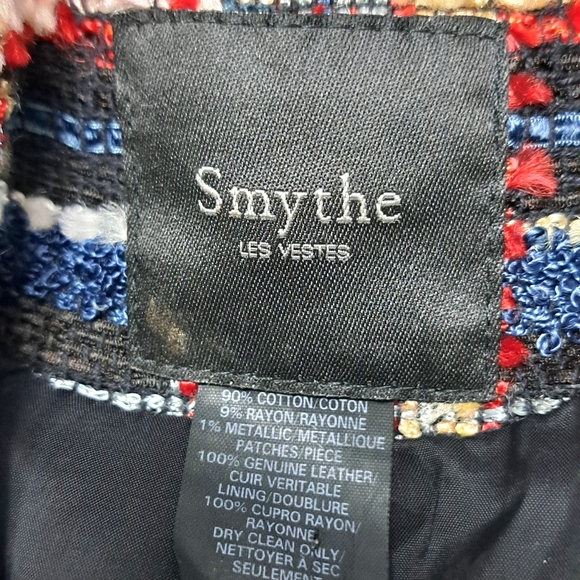 Smythe
LES VESTES
90% COTTON/COTON
9% RAYON/RAYONNE
1% METALLIC/METALLIQUE
PATCHES/PIÈCE
100% GENUINE LEATHER/
CUIR VERITABLE
LINING/DOUBLURE
100% CUPRO RAYON/
RAYONNE
DRY CLEAN ONLY/
NETTOYER À SEC
SEULEMENT